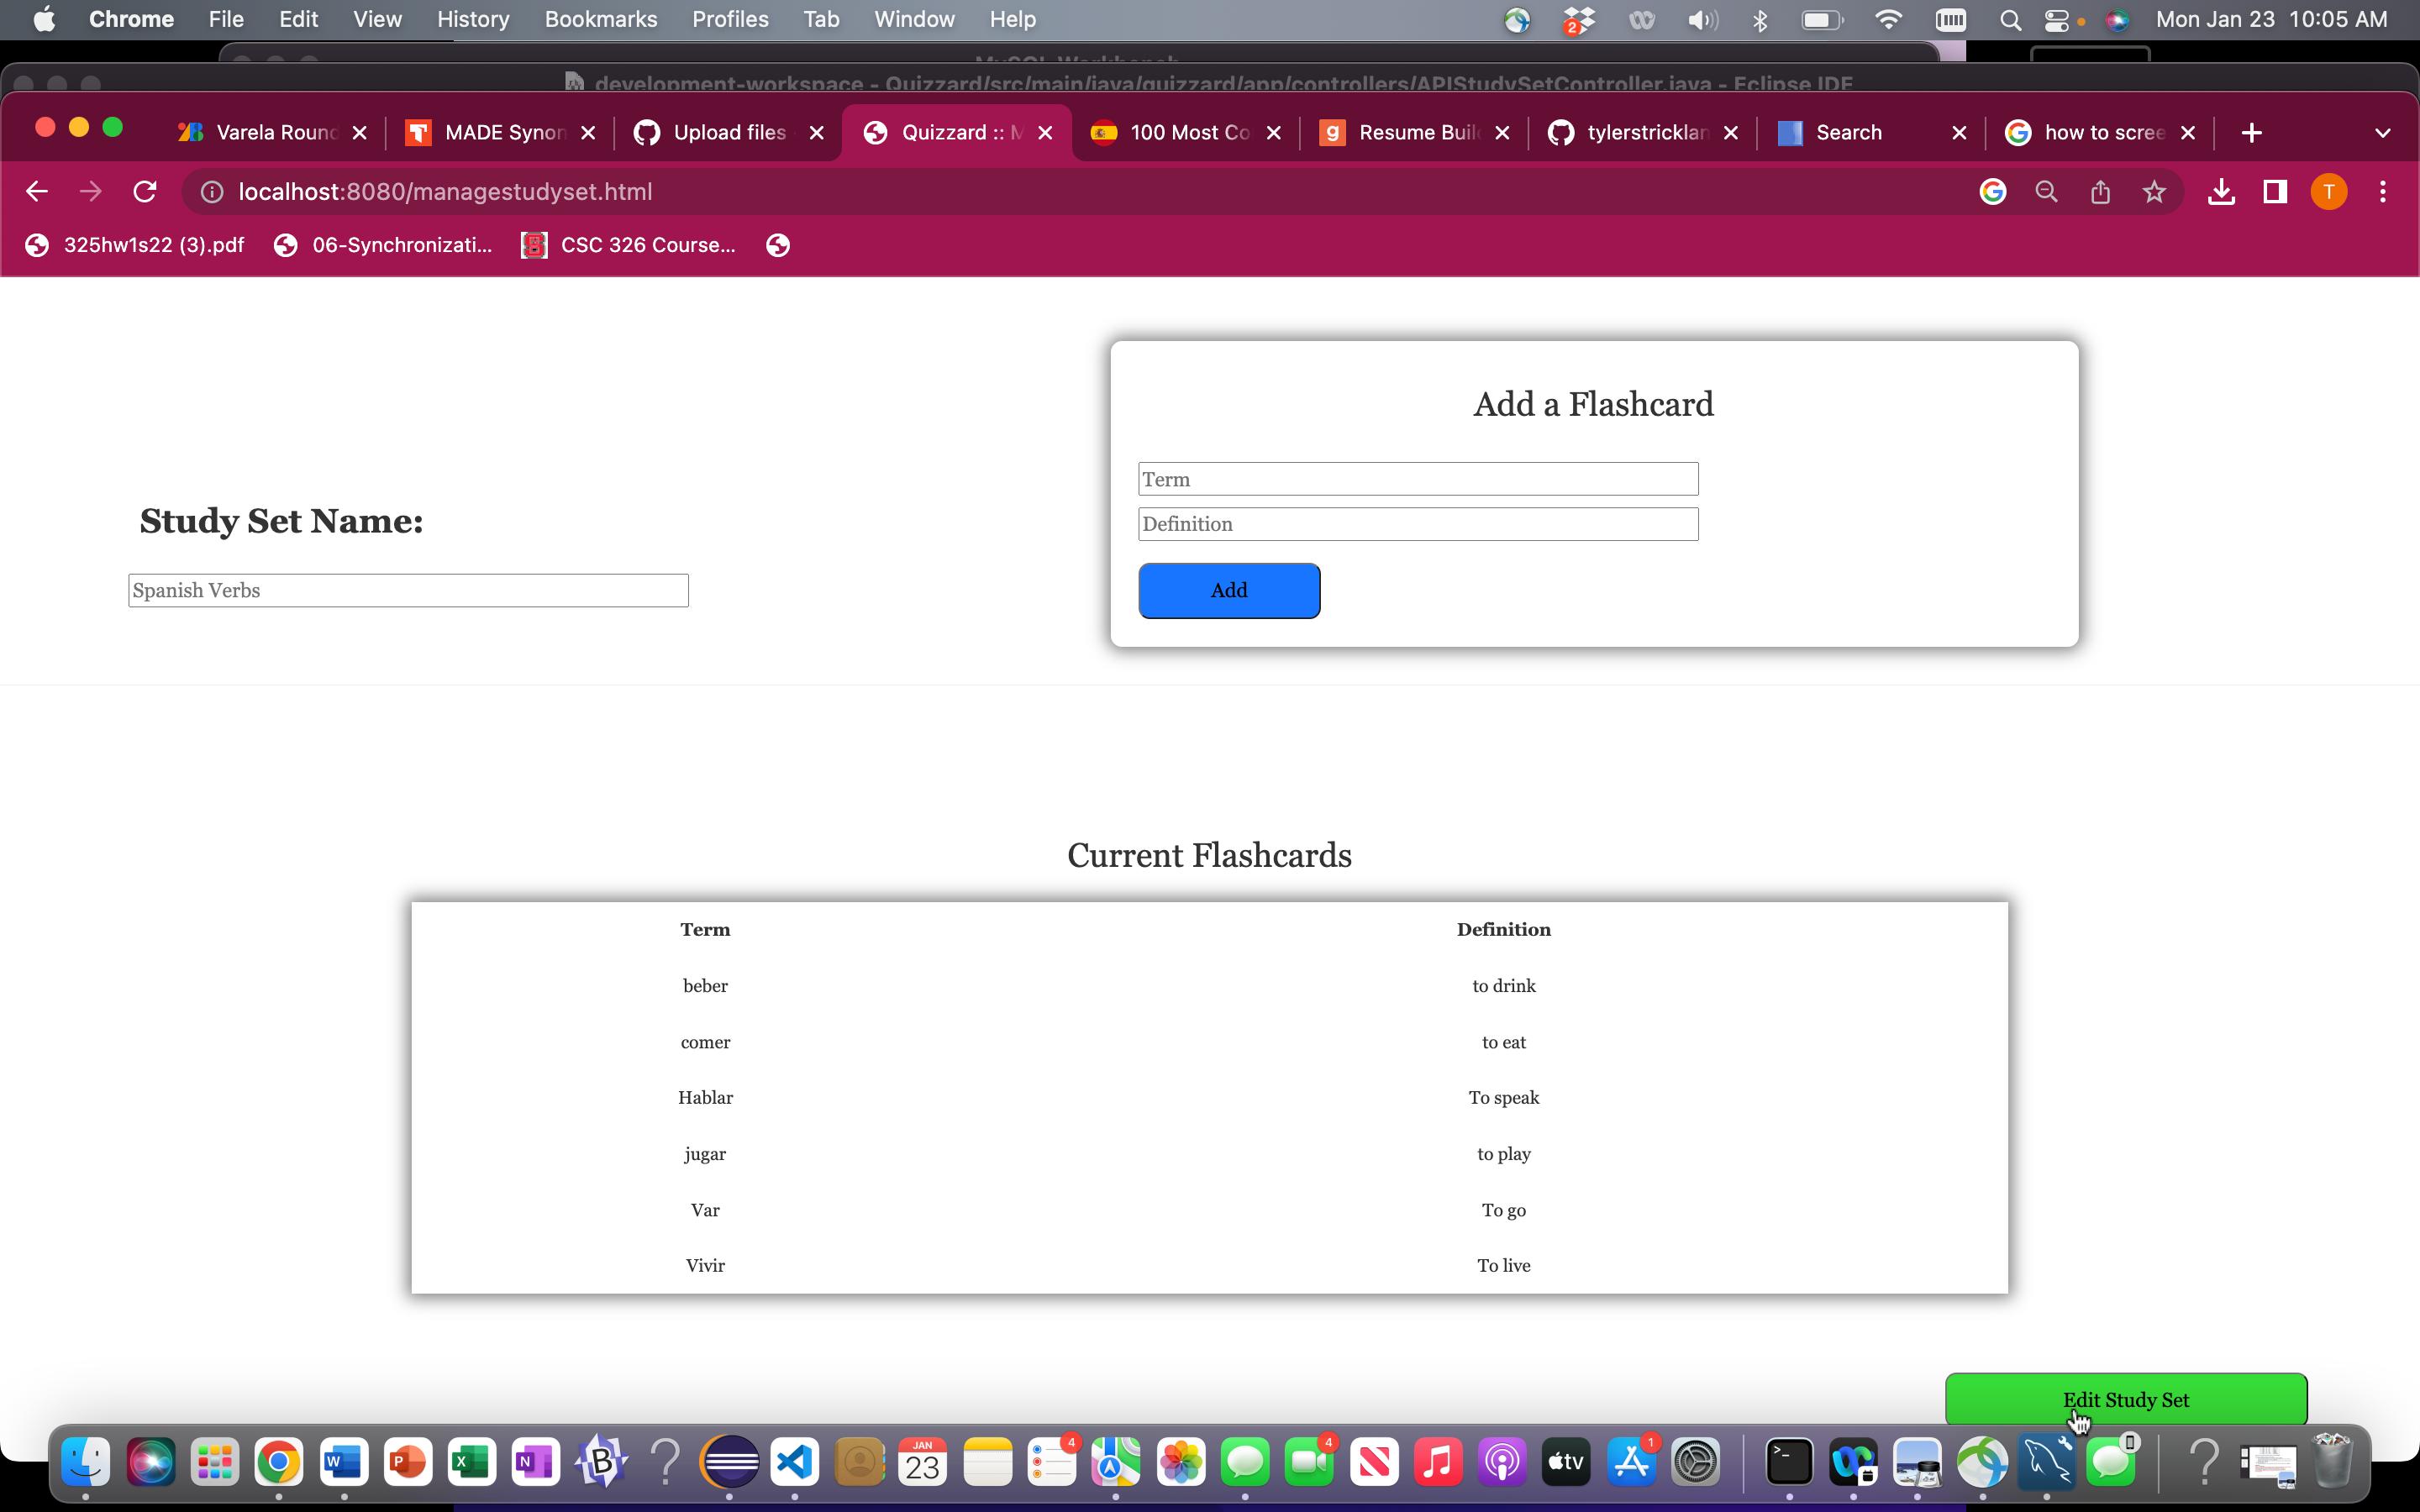 Chrome File Edit View History Bookmarks Profiles Tab Window Help 2 Mon Jan 23 10:05 AM
development-workspace - Quizzard/src/main/java/quizzard/app/controllers/APIStudySetController.java - Eclipse IDE
Varela Round MADE Synon Upload files Quizzard :: M 100 Most Co g Resume Buil tylerstricklan Search how to scree
localhost:8080/managestudyset.html T
325hw1s22 (3).pdf 06-Synchronizati... CSC 326 Course...
Add a Flashcard
Term
Study Set Name:
Definition
Spanish Verbs
Add
Current Flashcards
Term Definition
beber to drink
comer to eat
Hablar To speak
jugar to play
Var To go
Vivir To live
Edit Study Set
W P X N B JAN 23 4 4 tv 1